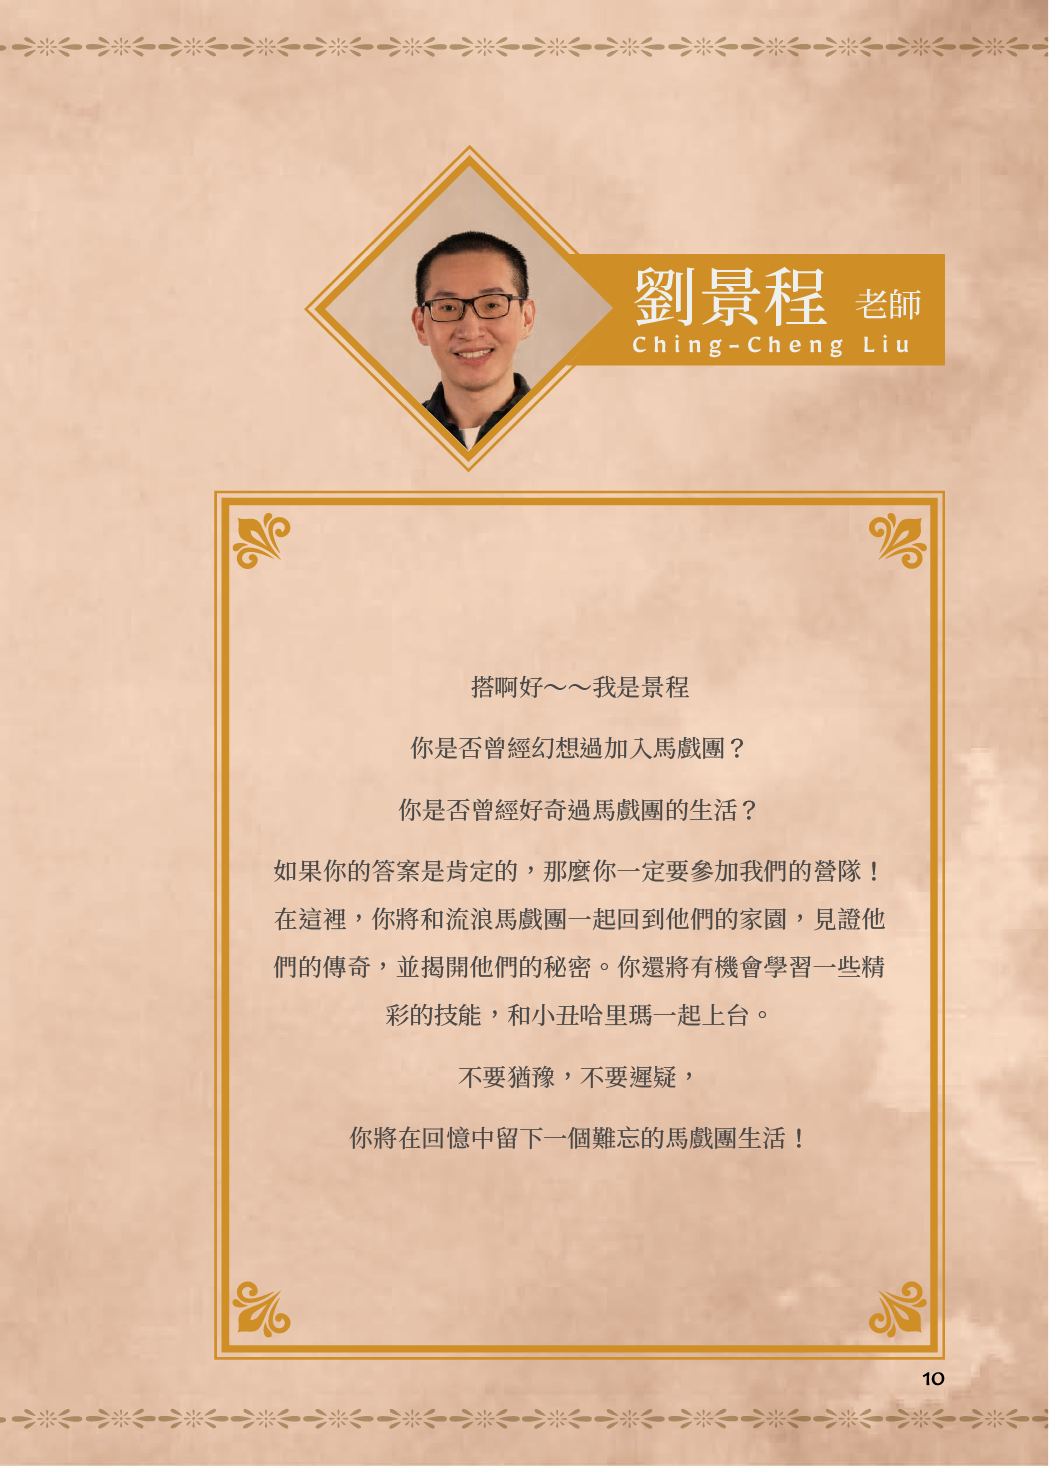 劉景程 老師
Ching-Cheng Liu
搭啊好～～我是景程
你是否曾經幻想過加入馬戲團？
你是否曾經好奇過馬戲團的生活？
如果你的答案是肯定的，那麼你一定要參加我們的營隊！
在這裡，你將和流浪馬戲團一起回到他們的家園，見證他
們的傳奇，並揭開他們的秘密。你還將有機會學習一些精
彩的技能，和小丑哈里瑪一起上台。
不要猶豫，不要遲疑，
你將在回憶中留下一個難忘的馬戲團生活！
10